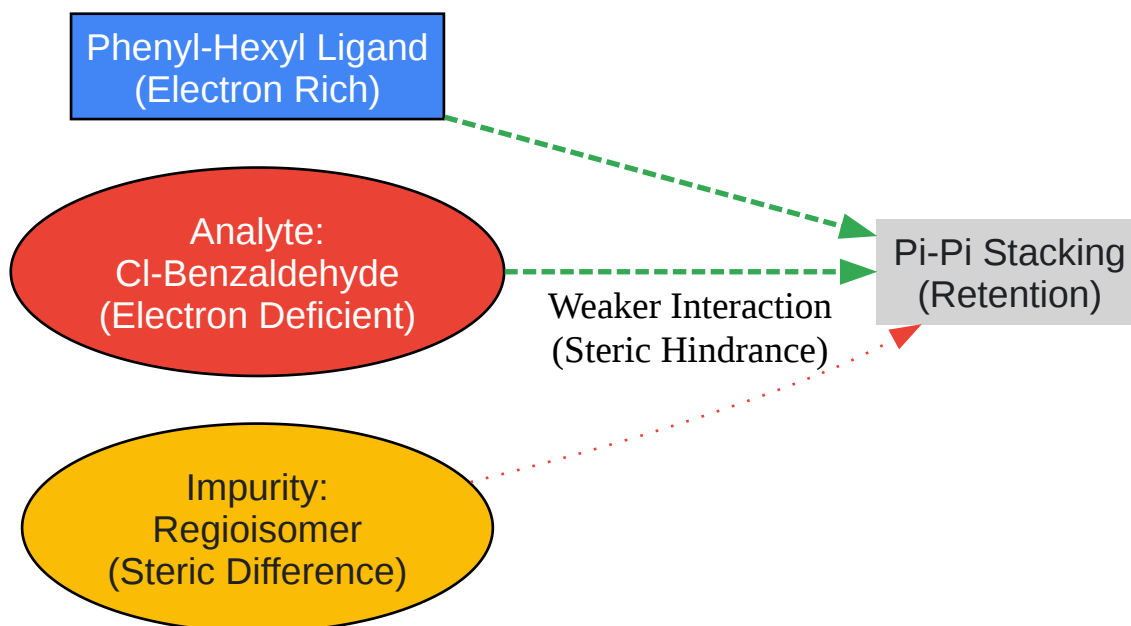 Phenyl-Hexyl Ligand
(Electron Rich)
Analyte:
Cl-Benzaldehyde
(Electron Deficient)
Pi-Pi Stacking
(Retention)
Weaker Interaction
(Steric Hindrance)
Impurity:
Regioisomer
(Steric Difference)